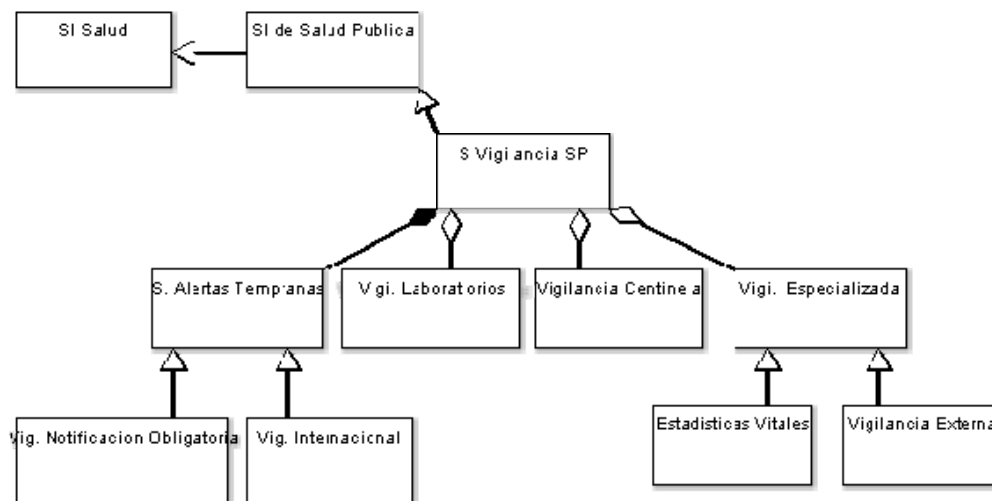 SI Salud
SI de Salud Publica
S Vigilancia SP
S. Alertas Tempranas
Vigi. Laboratorios
Vigilancia Centinela
Vigi. Especializada
Vig. Notificacion Obligatoria
Vig. Internacional
Estadisticas Vitales
Vigilancia Externa